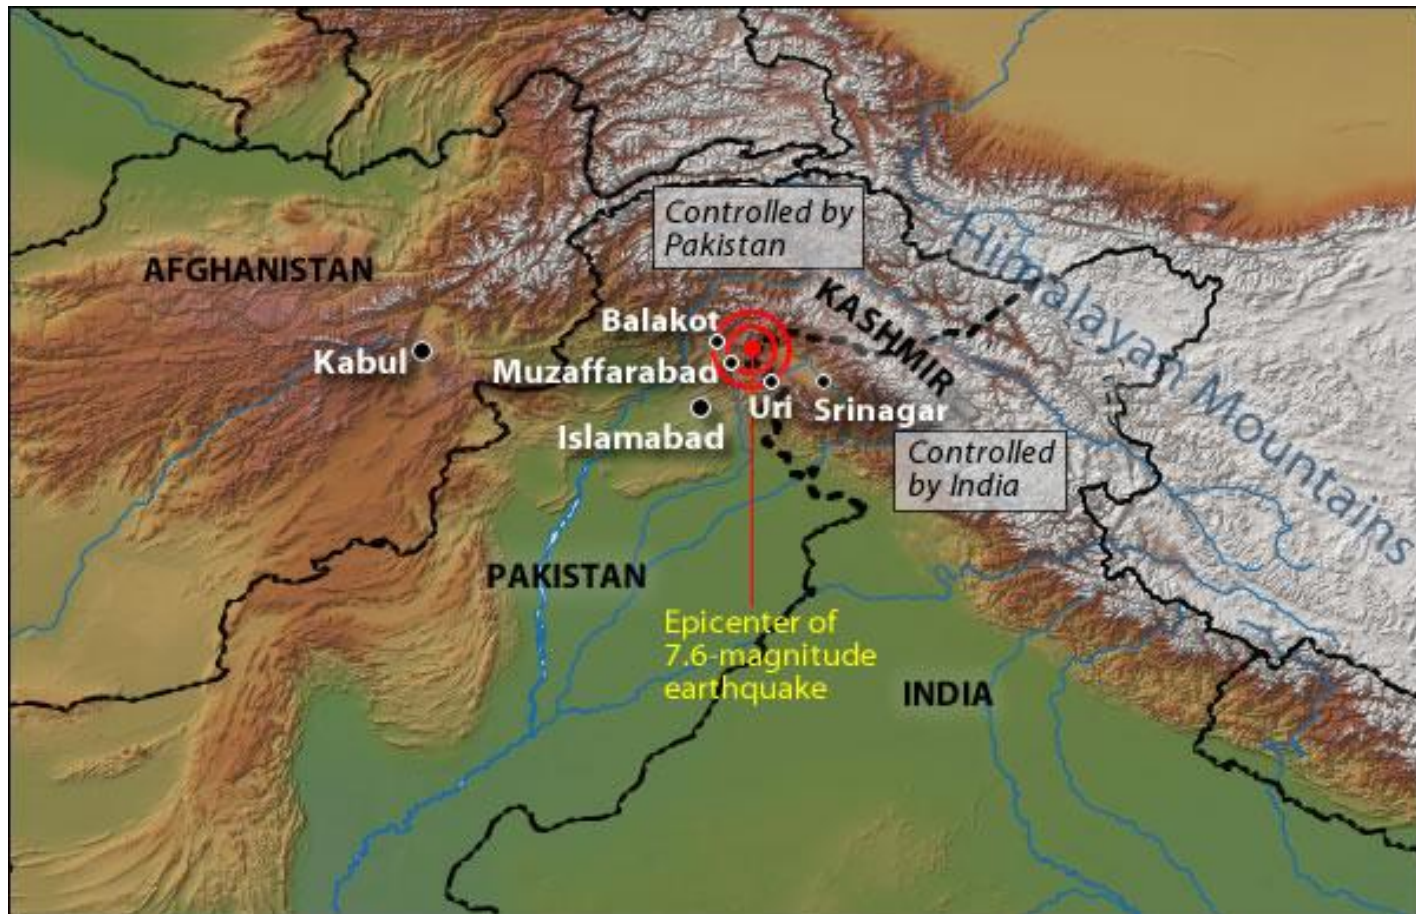 Controlled by
Pakistan
Himalayan Mountains
AFGHANISTAN
KASHMIR
Balakot
Kabul
Muzaffarabad
Uri
Srinagar
Islamabad
Controlled
by India
PAKISTAN
Epicenter of
7.6-magnitude
earthquake
INDIA